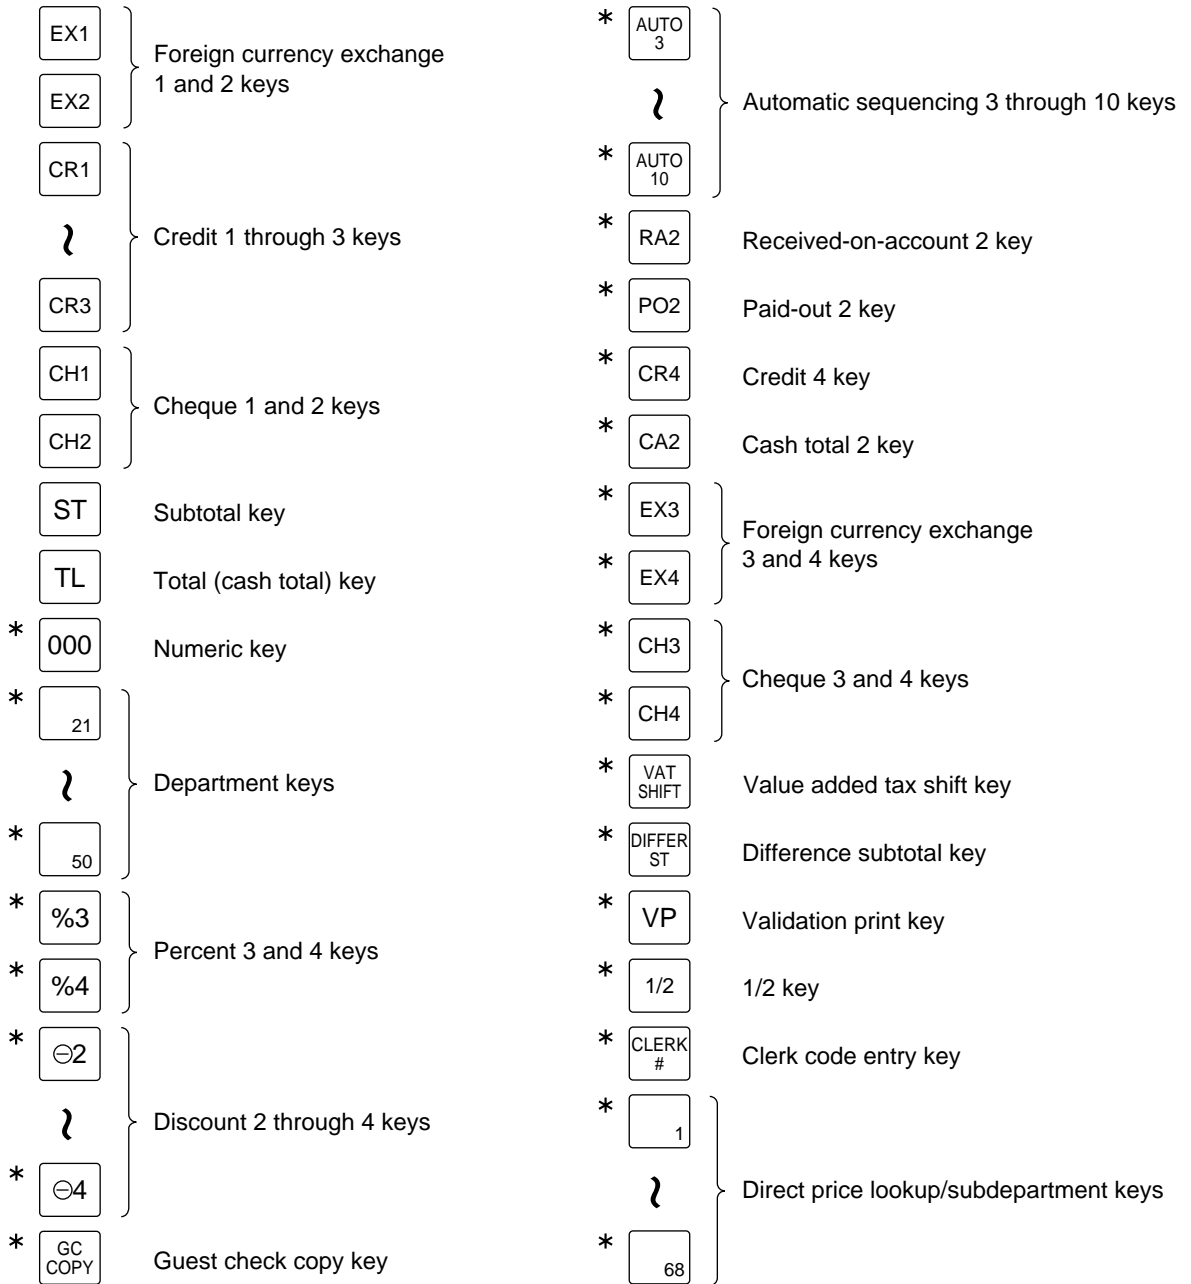 EX1
EX2
Foreign currency exchange
1 and 2 keys
CR1
~
CR3
Credit 1 through 3 keys
CH1
CH2
Cheque 1 and 2 keys
ST
Subtotal key
TL
Total (cash total) key
* 000
Numeric key
* 21
~
* 50
Department keys
* %3
* %4
Percent 3 and 4 keys
* ⊖2
~
* ⊖4
Discount 2 through 4 keys
* GC
COPY
Guest check copy key
* AUTO
3
~
* AUTO
10
Automatic sequencing 3 through 10 keys
* RA2
Received-on-account 2 key
* PO2
Paid-out 2 key
* CR4
Credit 4 key
* CA2
Cash total 2 key
* EX3
* EX4
Foreign currency exchange
3 and 4 keys
* CH3
* CH4
Cheque 3 and 4 keys
* VAT
SHIFT
Value added tax shift key
* DIFFER
ST
Difference subtotal key
* VP
Validation print key
* 1/2
1/2 key
* CLERK
#
Clerk code entry key
* 1
~
* 68
Direct price lookup/subdepartment keys